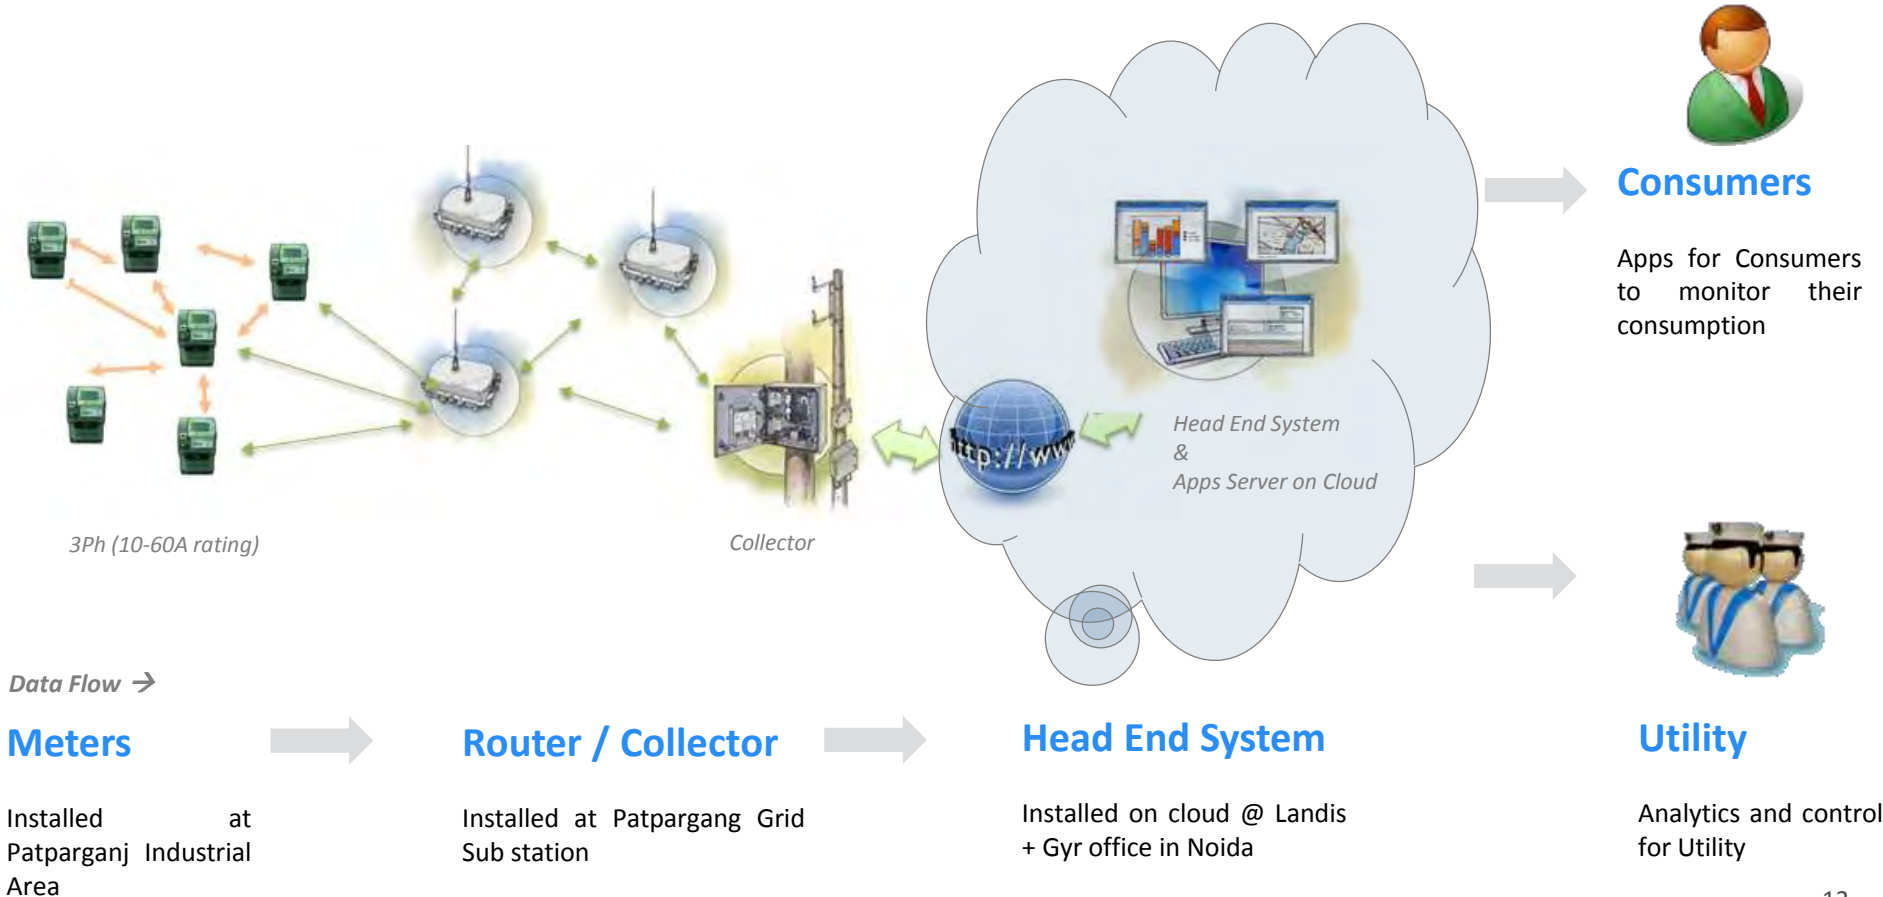 Consumers
Apps for Consumers
to monitor their
consumption
Head End System
&
Apps Server on Cloud
http://www
3Ph (10-60A rating)
Collector
Data Flow →
Meters
Installed at
Patparganj Industrial
Area
Router / Collector
Installed at Patpargang Grid
Sub station
Head End System
Installed on cloud @ Landis
+ Gyr office in Noida
Utility
Analytics and control
for Utility